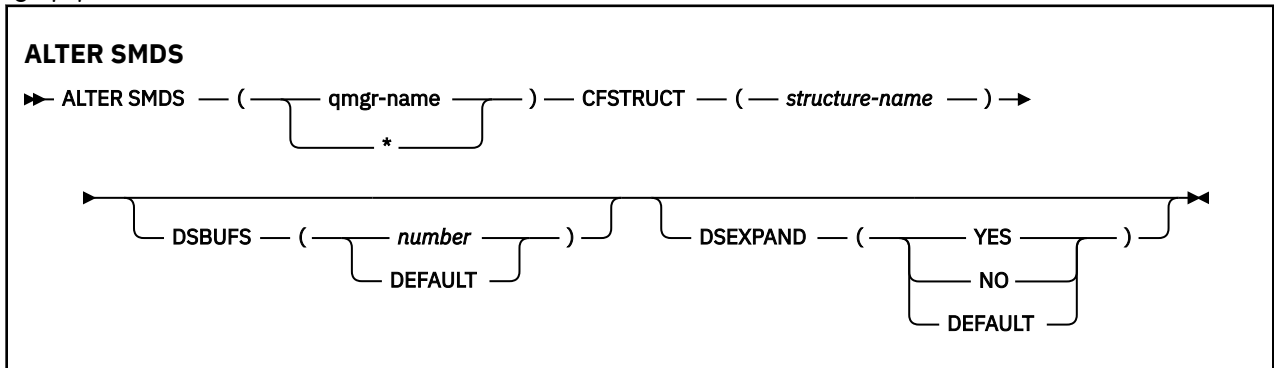 ALTER SMDS
ALTER SMDS ( qmgr-name ) CFSTRUCT ( structure-name )
*
DSBUFS ( number ) DSEXPAND ( YES )
DEFAULT NO
DEFAULT